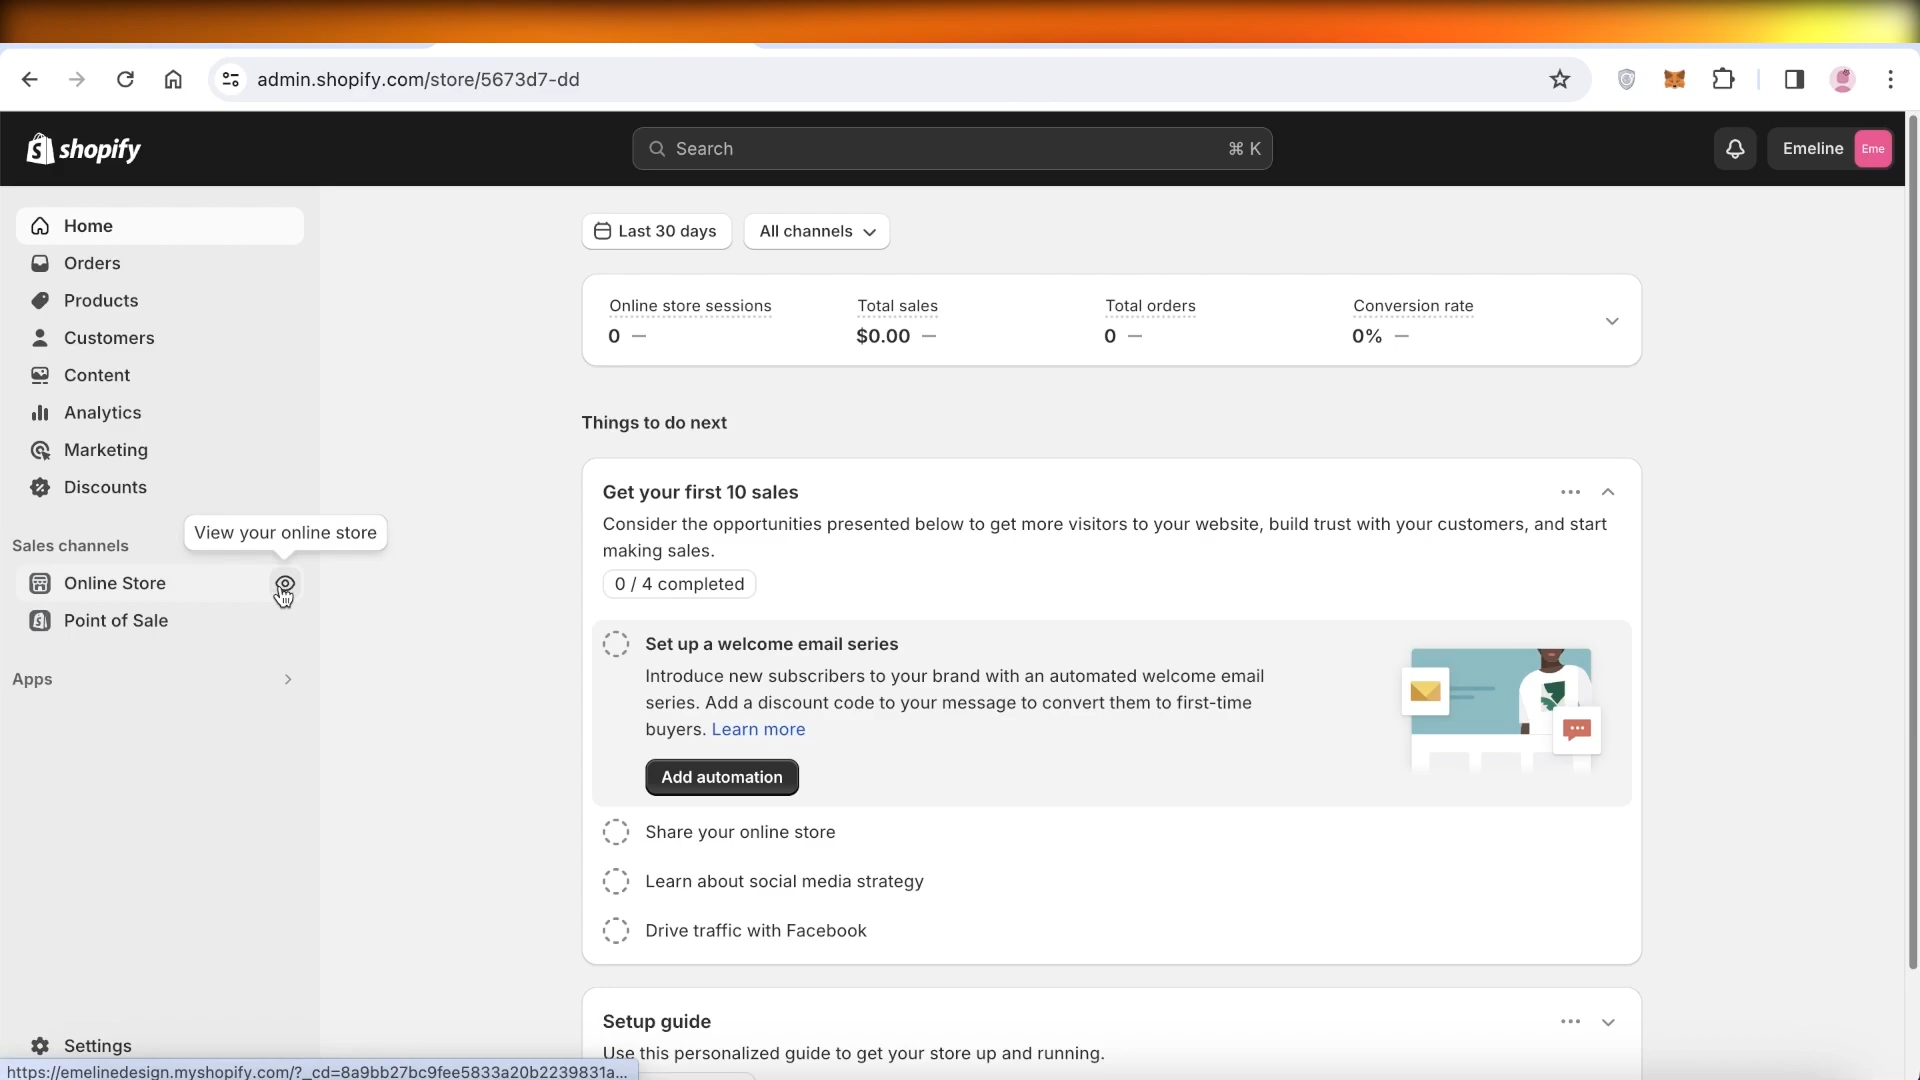 admin.shopify.com/store/5673d7-dd
shopify
Search
⌘ K
Emeline
Eme
Home
Orders
Products
Customers
Content
Analytics
Marketing
Discounts
Sales channels
View your online store
Online Store
Point of Sale
Apps
Settings
Last 30 days
All channels
Online store sessions
0 —
Total sales
$0.00 —
Total orders
0 —
Conversion rate
0% —
Things to do next
Get your first 10 sales
Consider the opportunities presented below to get more visitors to your website, build trust with your customers, and start
making sales.
0 / 4 completed
Set up a welcome email series
Introduce new subscribers to your brand with an automated welcome email
series. Add a discount code to your message to convert them to first-time
buyers. Learn more
Add automation
Share your online store
Learn about social media strategy
Drive traffic with Facebook
Setup guide
Use this personalized guide to get your store up and running.
https://emelinedesign.myshopify.com/?_cd=8a9bb27bc9fee5833a20b2239831a...